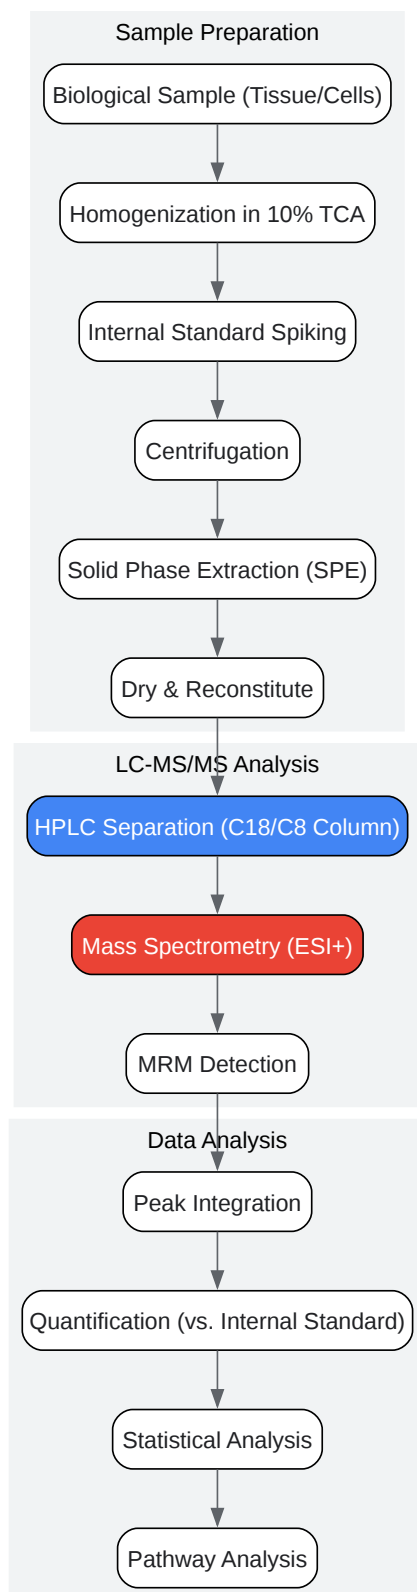 Sample Preparation
Biological Sample (Tissue/Cells)
Homogenization in 10% TCA
Internal Standard Spiking
Centrifugation
Solid Phase Extraction (SPE)
Dry & Reconstitute
LC-MS/MS Analysis
HPLC Separation (C18/C8 Column)
Mass Spectrometry (ESI+)
MRM Detection
Data Analysis
Peak Integration
Quantification (vs. Internal Standard)
Statistical Analysis
Pathway Analysis